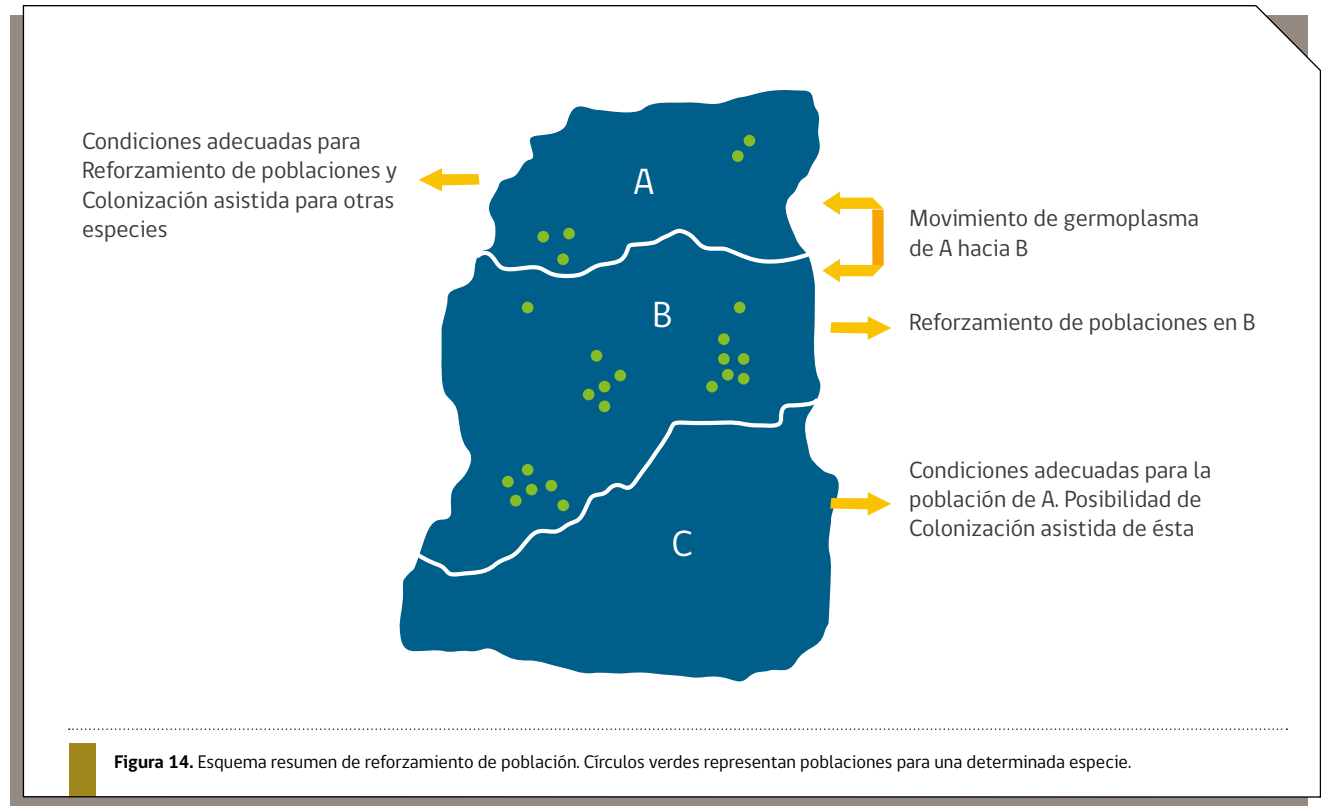 Condiciones adecuadas para
Reforzamiento de poblaciones y
Colonización asistida para otras
especies
A
Movimiento de germoplasma
de A hacia B
B
Reforzamiento de poblaciones en B
Condiciones adecuadas para la
población de A. Posibilidad de
Colonización asistida de ésta
C
Figura 14. Esquema resumen de reforzamiento de población. Círculos verdes representan poblaciones para una determinada especie.